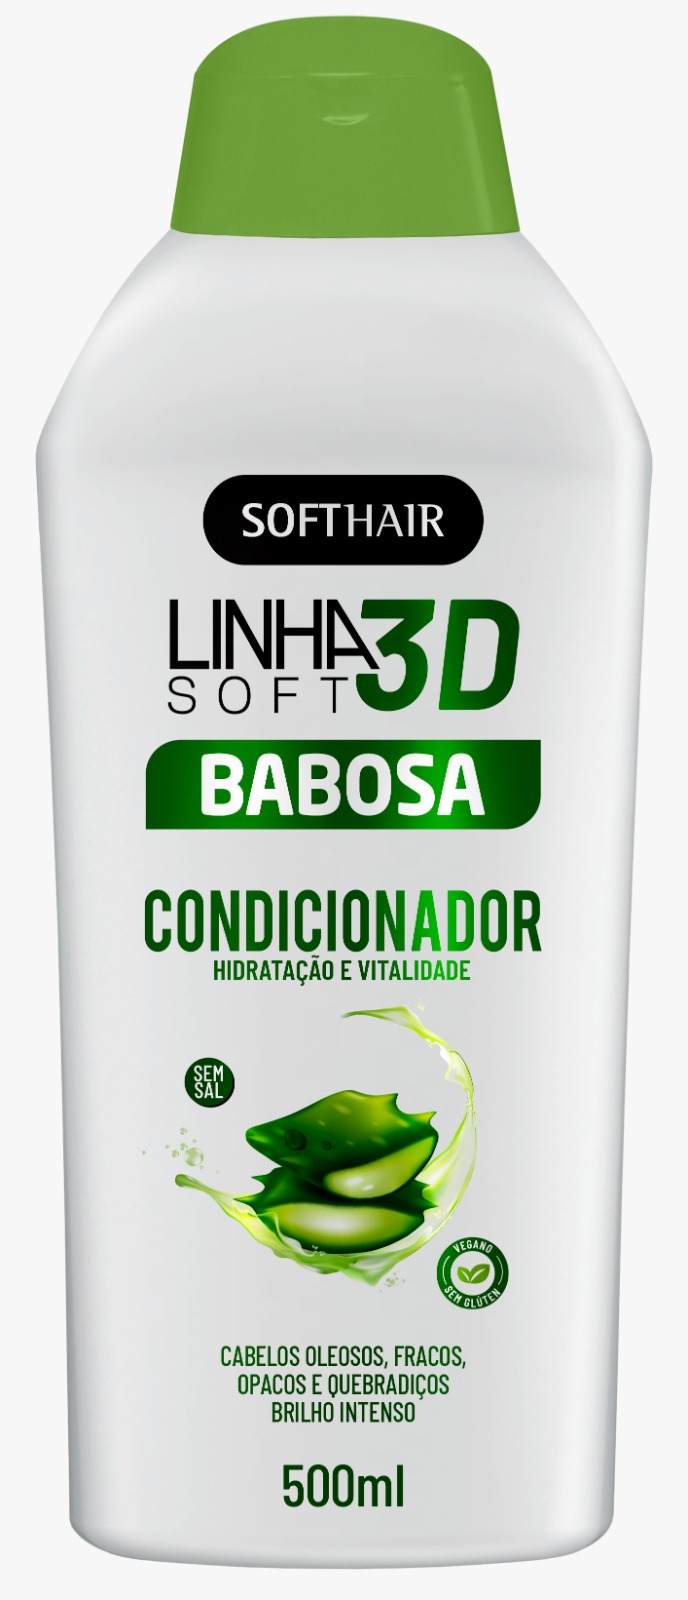 SOFTHAIR
LINHA 3D
SOFT
BABOSA
CONDICIONADOR
HIDRATAÇÃO E VITALIDADE
SEM
SAL
VEGANO
SEM GLÚTEN
CABELOS OLEOSOS, FRACOS,
OPACOS E QUEBRADIÇOS
BRILHO INTENSO
500ml